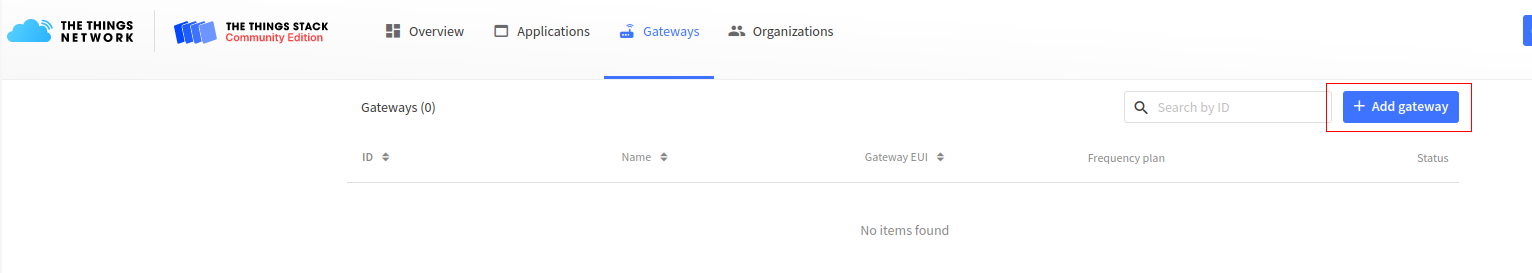 THE THINGS
NETWORK
THE THINGS STACK
Community Edition
Overview
Applications
Gateways
Organizations
Gateways (0)
Search by ID
+ Add gateway
ID
Name
Gateway EUI
Frequency plan
Status
No items found